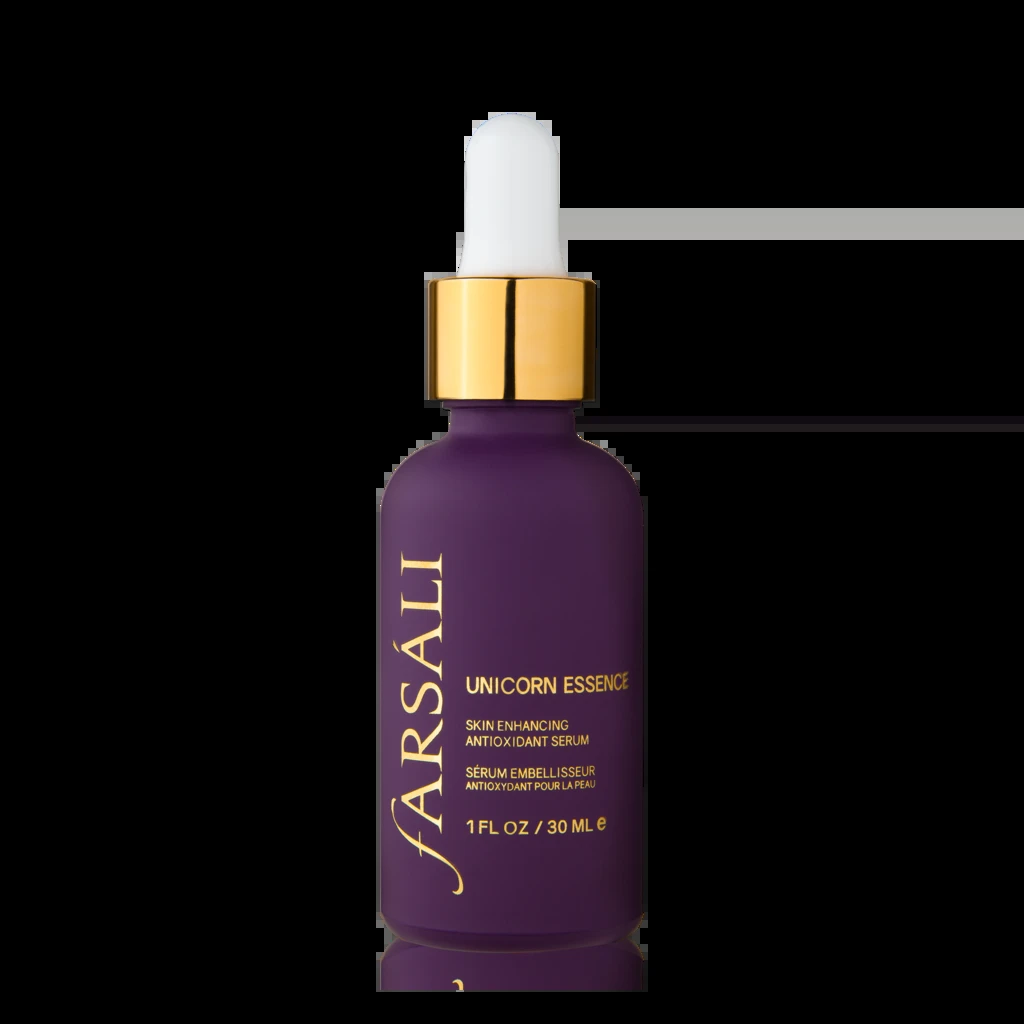 fARSÁLI
UNICORN ESSENCE
SKIN ENHANCING
ANTIOXIDANT SERUM
SÉRUM EMBELLISSEUR
ANTIOXYDANT POUR LA PEAU
1 FL OZ / 30 ML e